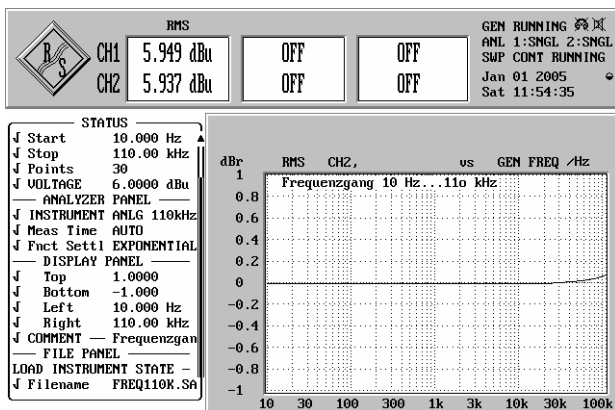 RMS
R S
CH1 5.949 dBu OFF OFF
CH2 5.937 dBu OFF OFF
GEN RUNNING
ANL 1:SNGL 2:SNGL
SWP CONT RUNNING
Jan 01 2005
Sat 11:54:35
STATUS
Start 10.000 Hz
Stop 110.00 kHz
Points 30
VOLTAGE 6.0000 dBu
ANALYZER PANEL
INSTRUMENT ANLG 110kHz
Meas Time AUTO
Fnct Settl EXPONENTIAL
DISPLAY PANEL
Top 1.0000
Bottom -1.000
Left 10.000 Hz
Right 110.00 kHz
COMMENT — Frequenzgan
FILE PANEL
LOAD INSTRUMENT STATE -
Filename FREQ110K.SA
dBr RMS CH2, vs GEN FREQ /Hz
Frequenzgang 10 Hz...11o kHz
1
0.8
0.6
0.4
0.2
0
-0.2
-0.4
-0.6
-0.8
-1
10 30 100 300 1k 3k 10k 30k 100k